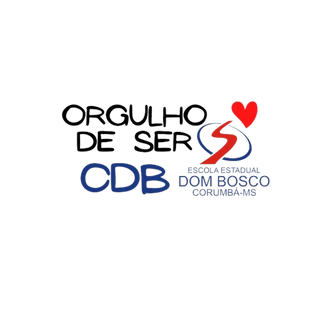 ORGULHO
DE SER
CDB
ESCOLA ESTADUAL
DOM BOSCO
CORUMBÁ-MS